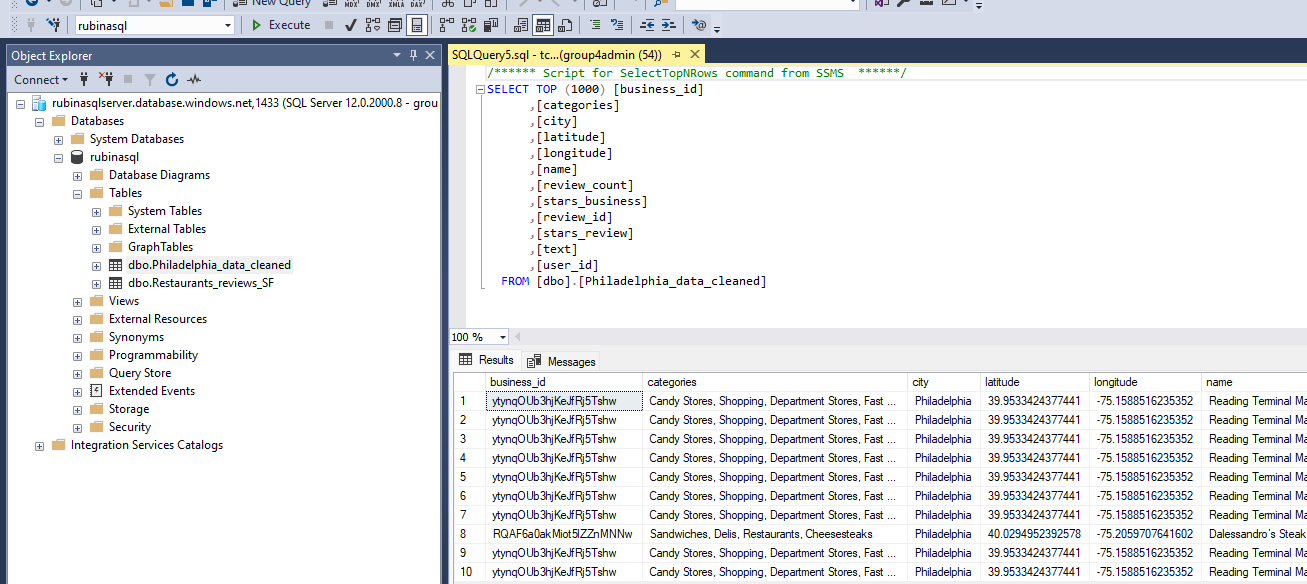 New Query MDX DMX XMLA DAX
rubinasql Execute
Object Explorer
Connect
rubinasqlserver.database.windows.net,1433 (SQL Server 12.0.2000.8 - grou
Databases
System Databases
rubinasql
Database Diagrams
Tables
System Tables
External Tables
GraphTables
dbo.Philadelphia_data_cleaned
dbo.Restaurants_reviews_SF
Views
External Resources
Synonyms
Programmability
Query Store
Extended Events
Storage
Security
Integration Services Catalogs
SQLQuery5.sql - tc...(group4admin (54))
/****** Script for SelectTopNRows command from SSMS ******/
SELECT TOP (1000) [business_id]
,[categories]
,[city]
,[latitude]
,[longitude]
,[name]
,[review_count]
,[stars_business]
,[review_id]
,[stars_review]
,[text]
,[user_id]
FROM [dbo].[Philadelphia_data_cleaned]
100 %
Results Messages
business_id categories city latitude longitude name
1 ytynqOUb3hjKeJfRj5Tshw Candy Stores, Shopping, Department Stores, Fast ... Philadelphia 39.9533424377441 -75.1588516235352 Reading Terminal Ma
2 ytynqOUb3hjKeJfRj5Tshw Candy Stores, Shopping, Department Stores, Fast ... Philadelphia 39.9533424377441 -75.1588516235352 Reading Terminal Ma
3 ytynqOUb3hjKeJfRj5Tshw Candy Stores, Shopping, Department Stores, Fast ... Philadelphia 39.9533424377441 -75.1588516235352 Reading Terminal Ma
4 ytynqOUb3hjKeJfRj5Tshw Candy Stores, Shopping, Department Stores, Fast ... Philadelphia 39.9533424377441 -75.1588516235352 Reading Terminal Ma
5 ytynqOUb3hjKeJfRj5Tshw Candy Stores, Shopping, Department Stores, Fast ... Philadelphia 39.9533424377441 -75.1588516235352 Reading Terminal Ma
6 ytynqOUb3hjKeJfRj5Tshw Candy Stores, Shopping, Department Stores, Fast ... Philadelphia 39.9533424377441 -75.1588516235352 Reading Terminal Ma
7 ytynqOUb3hjKeJfRj5Tshw Candy Stores, Shopping, Department Stores, Fast ... Philadelphia 39.9533424377441 -75.1588516235352 Reading Terminal Ma
8 RQAF6a0akMiot5lZZnMNNw Sandwiches, Delis, Restaurants, Cheesesteaks Philadelphia 40.0294952392578 -75.2059707641602 Dalessandro's Steak
9 ytynqOUb3hjKeJfRj5Tshw Candy Stores, Shopping, Department Stores, Fast ... Philadelphia 39.9533424377441 -75.1588516235352 Reading Terminal Ma
10 ytynqOUb3hjKeJfRj5Tshw Candy Stores, Shopping, Department Stores, Fast ... Philadelphia 39.9533424377441 -75.1588516235352 Reading Terminal Ma